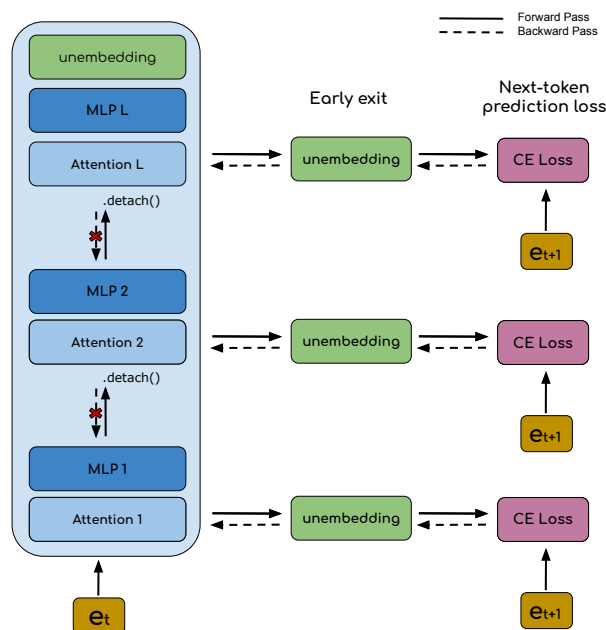 Forward Pass
Backward Pass
unembedding
MLP L
Attention L
.detach()
MLP 2
Attention 2
.detach()
MLP 1
Attention 1
et
Early exit
unembedding
unembedding
unembedding
Next-token
prediction loss
CE Loss
et+1
CE Loss
et+1
CE Loss
et+1